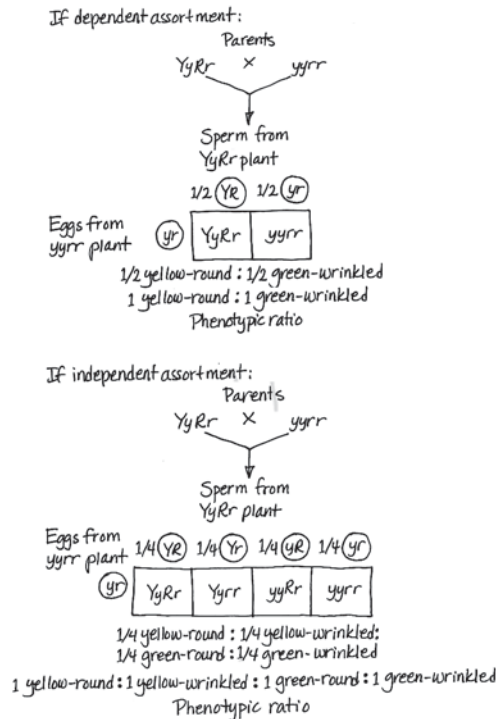 If dependent assortment:
Parents
YyRr × yyrr
Sperm from
YyRr plant
1/2 YR 1/2 yr
Eggs from
yyrr plant
yr YyRr yyrr
1/2 yellow-round : 1/2 green-wrinkled
1 yellow-round : 1 green-wrinkled
Phenotypic ratio
If independent assortment:
Parents
YyRr × yyrr
Sperm from
YyRr plant
Eggs from
yyrr plant
1/4 YR 1/4 Yr 1/4 yR 1/4 yr
yr YyRr Yyrr yyRr yyrr
1/4 yellow-round : 1/4 yellow-wrinkled:
1/4 green-round : 1/4 green-wrinkled
1 yellow-round : 1 yellow-wrinkled : 1 green-round : 1 green-wrinkled
Phenotypic ratio